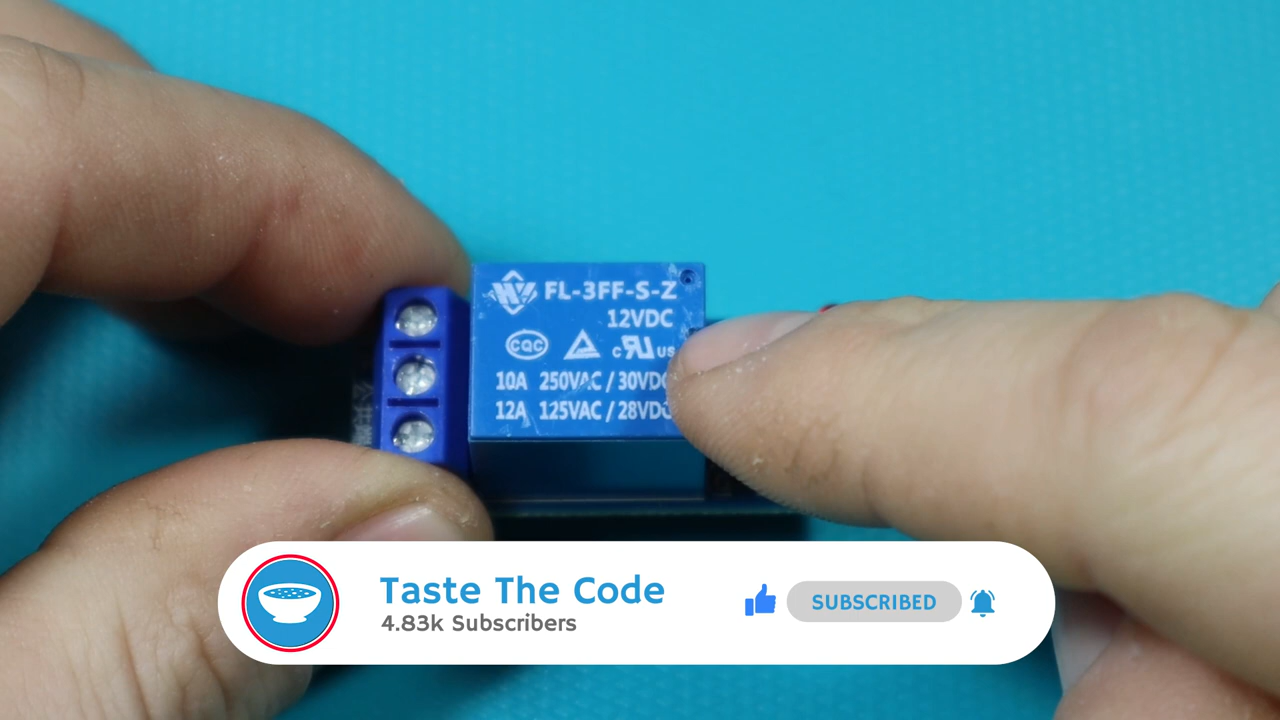 FL-3FF-S-Z
12VDC
CQC
c US
10A 250VAC / 30VDC
12A 125VAC / 28VDC
Taste The Code
4.83k Subscribers
SUBSCRIBED